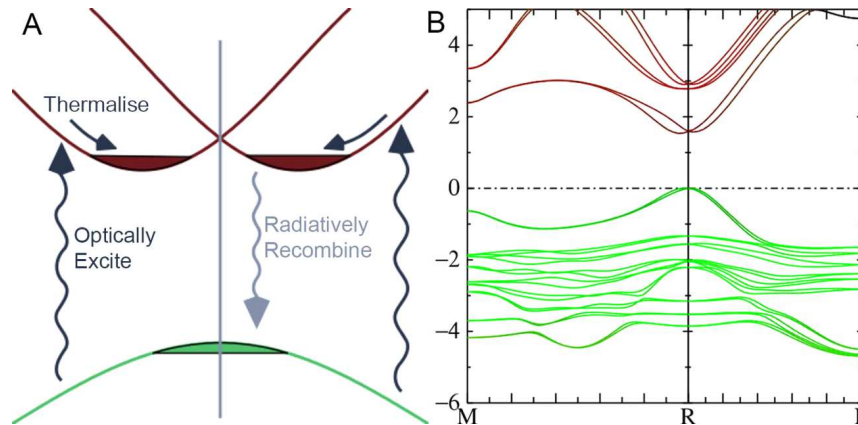 A
Thermalise
Optically
Excite
Radiatively
Recombine
B
4
2
0
−2
−4
−6
M
R